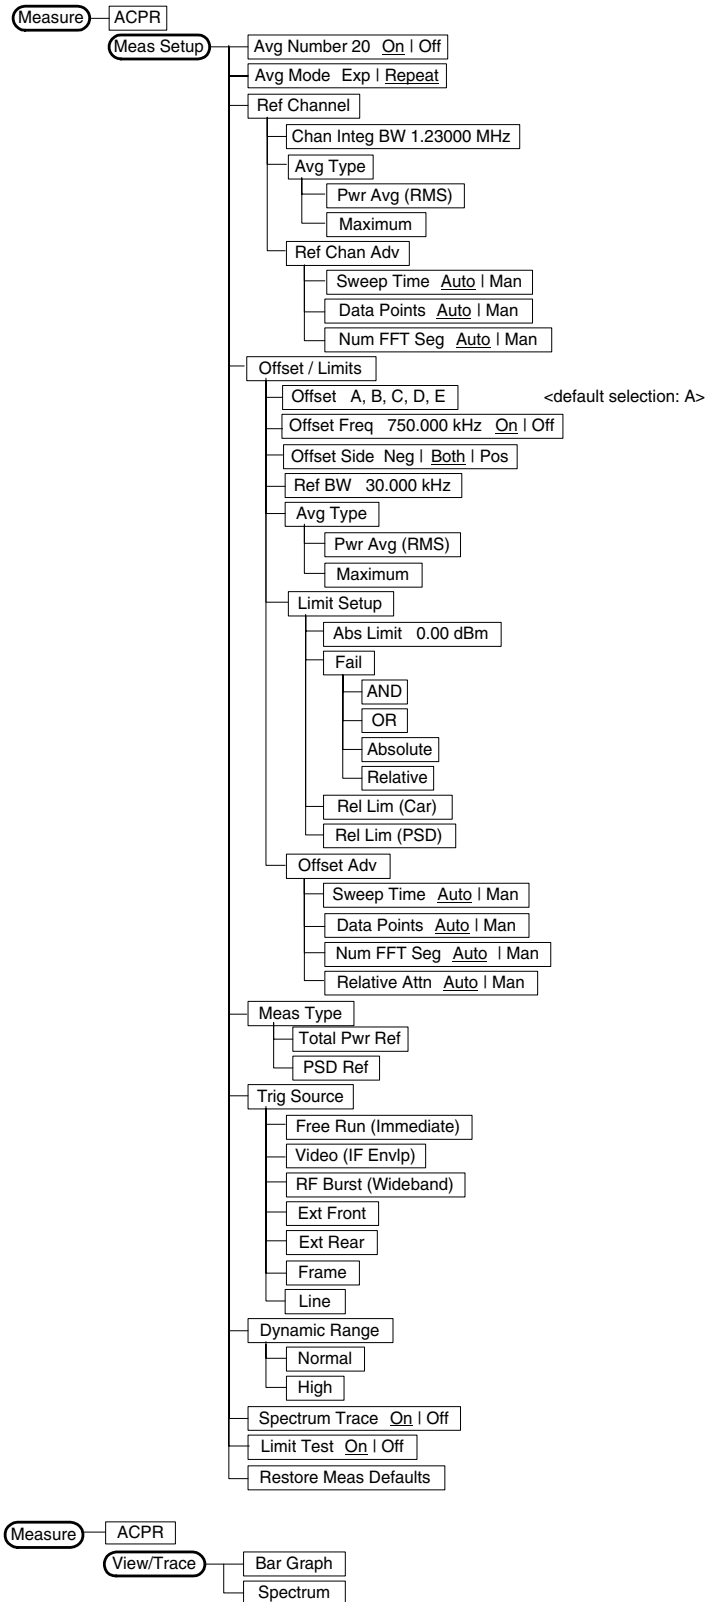 Measure ACPR
Meas Setup Avg Number 20 On | Off
Avg Mode Exp | Repeat
Ref Channel
Chan Integ BW 1.23000 MHz
Avg Type
Pwr Avg (RMS)
Maximum
Ref Chan Adv
Sweep Time Auto | Man
Data Points Auto | Man
Num FFT Seg Auto | Man
Offset / Limits
Offset A, B, C, D, E <default selection: A>
Offset Freq 750.000 kHz On | Off
Offset Side Neg | Both | Pos
Ref BW 30.000 kHz
Avg Type
Pwr Avg (RMS)
Maximum
Limit Setup
Abs Limit 0.00 dBm
Fail
AND
OR
Absolute
Relative
Rel Lim (Car)
Rel Lim (PSD)
Offset Adv
Sweep Time Auto | Man
Data Points Auto | Man
Num FFT Seg Auto | Man
Relative Attn Auto | Man
Meas Type
Total Pwr Ref
PSD Ref
Trig Source
Free Run (Immediate)
Video (IF Envlp)
RF Burst (Wideband)
Ext Front
Ext Rear
Frame
Line
Dynamic Range
Normal
High
Spectrum Trace On | Off
Limit Test On | Off
Restore Meas Defaults
Measure ACPR
View/Trace Bar Graph
Spectrum